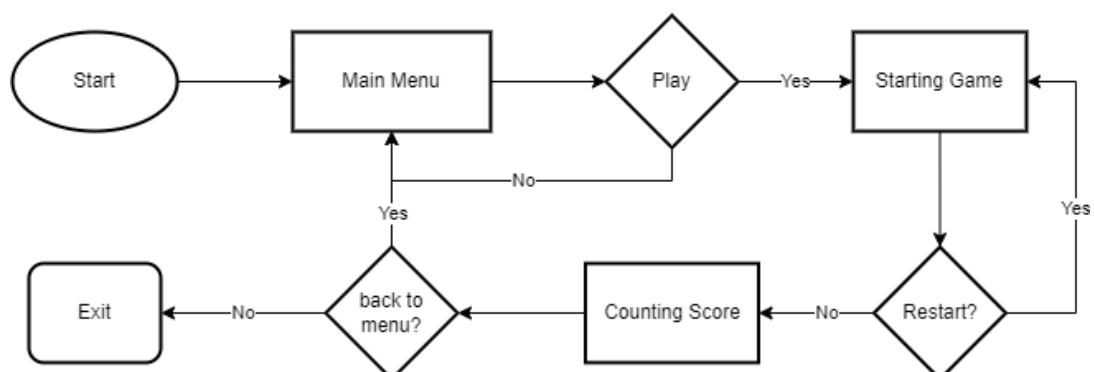 Start
Main Menu
Play
Yes
Starting Game
No
Yes
Yes
Exit
No
back to
menu?
Counting Score
No
Restart?